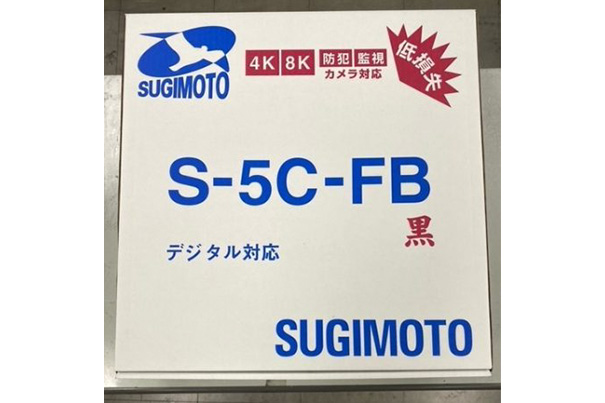 SUGIMOTO
4K 8K 防犯 監視
カメラ対応
低損失
S-5C-FB
黒
デジタル対応
SUGIMOTO